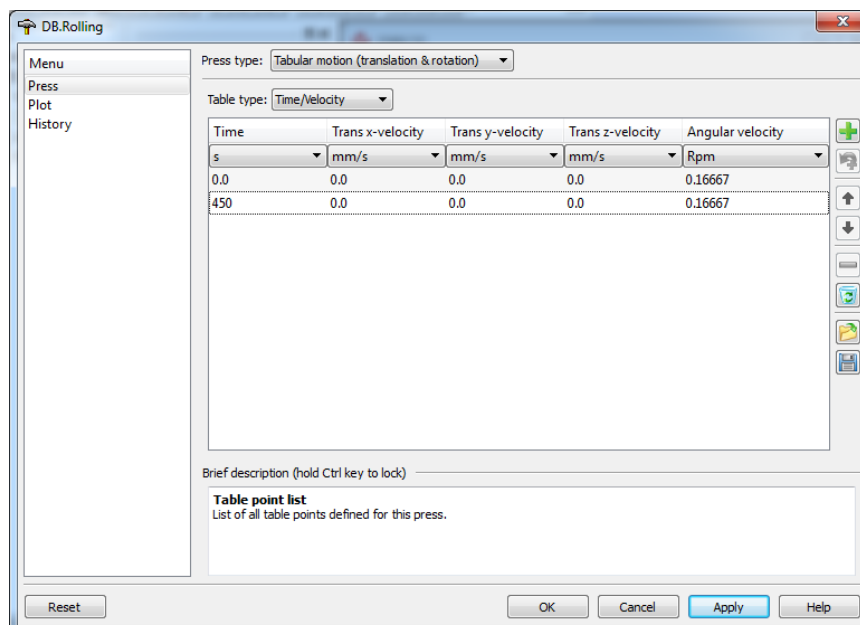 DB.Rolling
Menu
Press
Plot
History
Press type: Tabular motion (translation & rotation)
Table type: Time/Velocity
Time Trans x-velocity Trans y-velocity Trans z-velocity Angular velocity
s mm/s mm/s mm/s Rpm
0.0 0.0 0.0 0.0 0.16667
450 0.0 0.0 0.0 0.16667
Brief description (hold Ctrl key to lock)
Table point list
List of all table points defined for this press.
Reset OK Cancel Apply Help